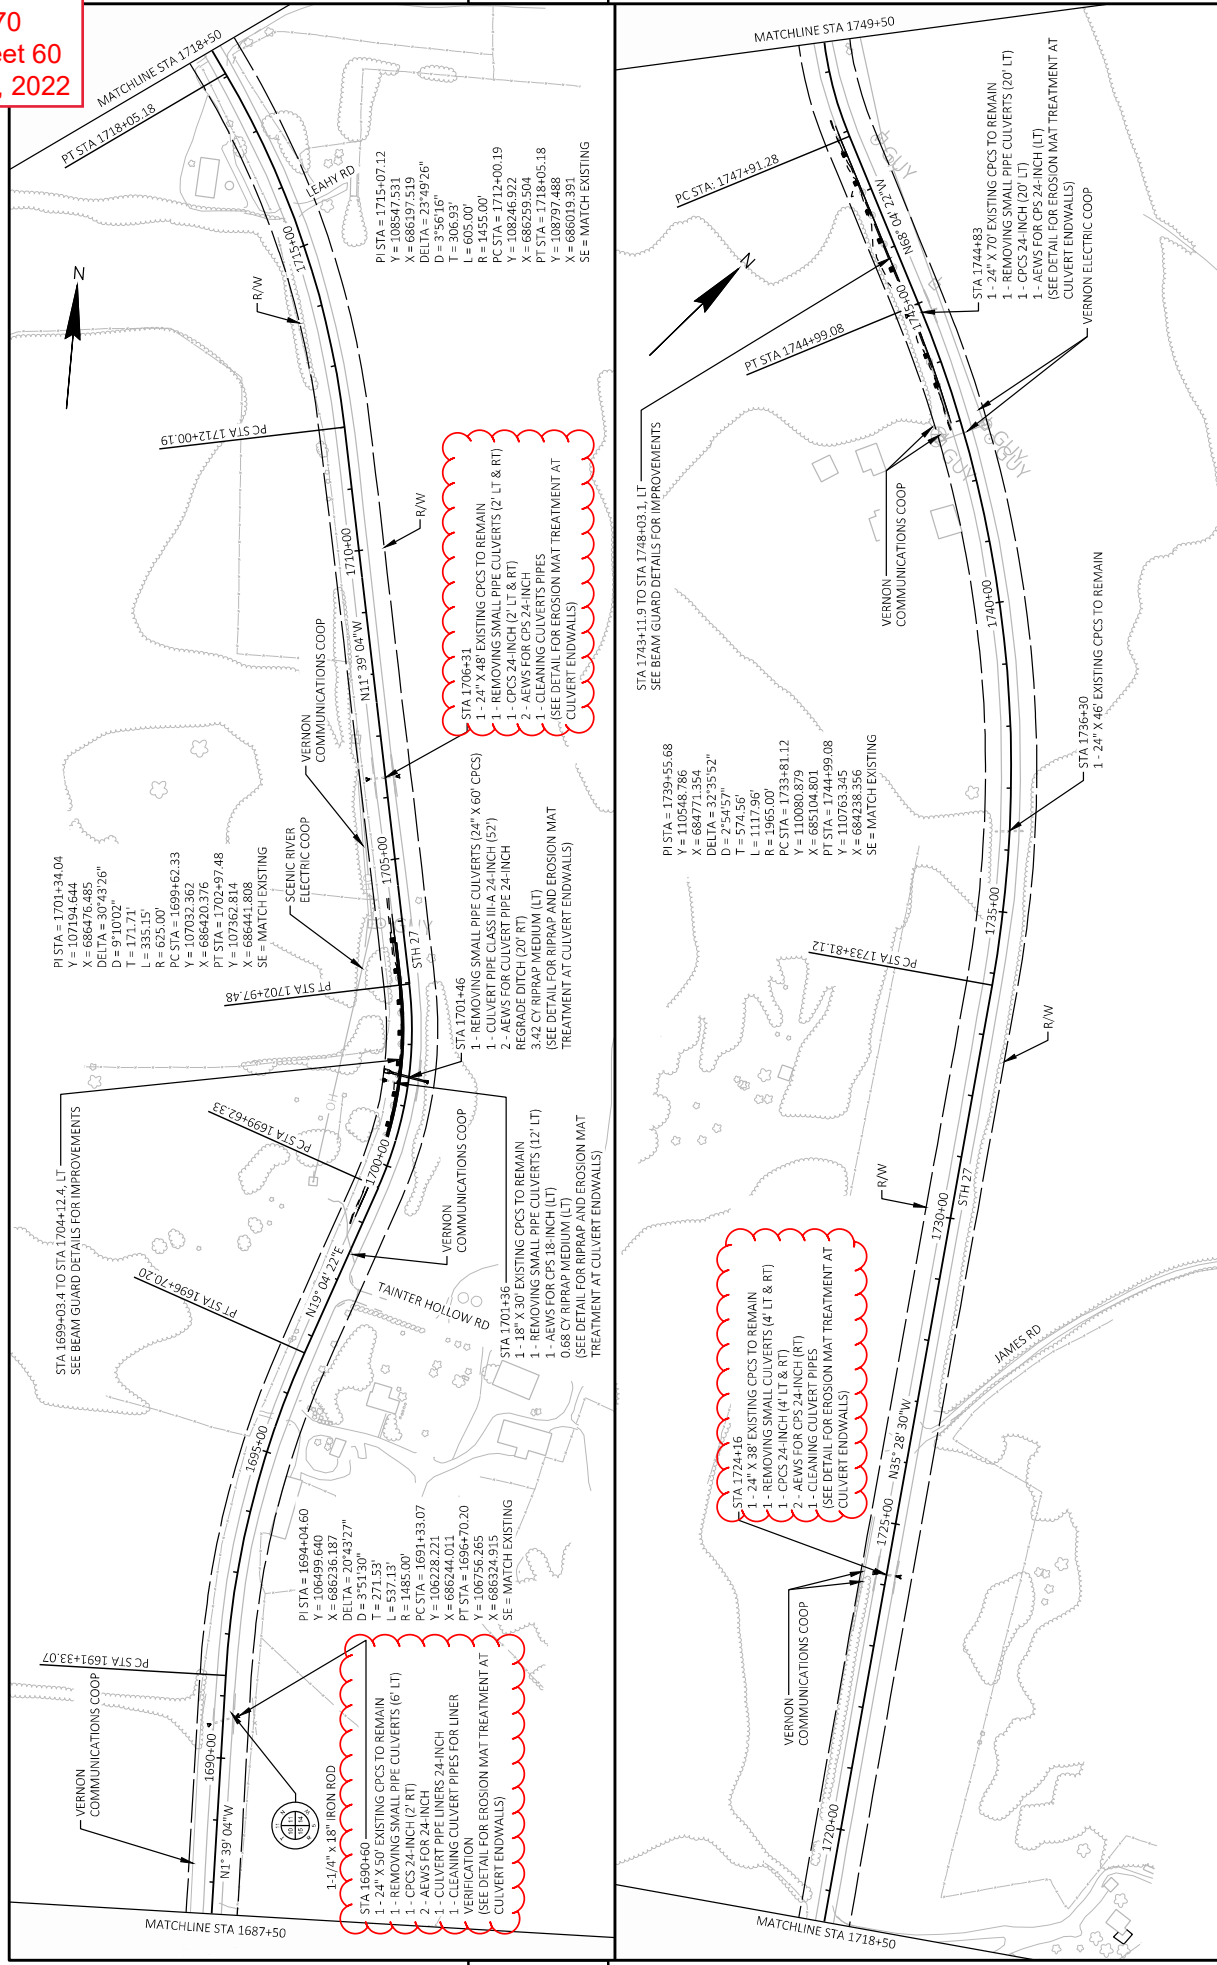 70
eet 60
, 2022
MATCHLINE STA 1687+50
VERNON
COMMUNICATIONS COOP
N1° 39' 04"W
1690+00
PC STA 1691+33.07
1-1/4" x 18" IRON ROD
STA 1690+60
1 - 24" X 50' EXISTING CPCS TO REMAIN
1 - REMOVING SMALL PIPE CULVERTS (6' LT)
1 - CPCS 24-INCH (2' RT)
2 - AEWS FOR 24-INCH
1 - CULVERT PIPE LINERS 24-INCH
1 - CLEANING CULVERT PIPES FOR LINER
VERIFICATION
(SEE DETAIL FOR EROSION MAT TREATMENT AT
CULVERT ENDWALLS)
PI STA = 1694+04.60
Y = 106499.640
X = 686236.187
DELTA = 20°43'27"
D = 3°51'30"
T = 271.53'
L = 537.13'
R = 1485.00'
PC STA = 1691+33.07
Y = 106228.221
X = 686244.011
PT STA = 1696+70.20
Y = 106756.265
X = 686324.915
SE = MATCH EXISTING
1695+00
PT STA 1696+70.20
N19° 04' 22"E
TAINTER HOLLOW RD
VERNON
COMMUNICATIONS COOP
PC STA 1699+62.33
1700+00
STA 1699+03.4 TO STA 1704+12.4, LT
SEE BEAM GUARD DETAILS FOR IMPROVEMENTS
OH
STA 1701+36
1 - 18" X 30' EXISTING CPCS TO REMAIN
1 - REMOVING SMALL PIPE CULVERTS (12' LT)
1 - AEWS FOR CPS 18-INCH (LT)
0.68 CY RIPRAP MEDIUM (LT)
(SEE DETAIL FOR RIPRAP AND EROSION MAT
TREATMENT AT CULVERT ENDWALLS)
STA 1701+46
1 - REMOVING SMALL PIPE CULVERTS (24" X 60' CPCS)
1 - CULVERT PIPE CLASS III-A 24-INCH (52')
2 - AEWS FOR CULVERT PIPE 24-INCH
REGRADE DITCH (20' RT)
3.42 CY RIPRAP MEDIUM (LT)
(SEE DETAIL FOR RIPRAP AND EROSION MAT
TREATMENT AT CULVERT ENDWALLS)
PT STA 1702+97.48
STH 27
PI STA = 1701+34.04
Y = 107194.644
X = 686476.485
DELTA = 30°43'26"
D = 9°10'02"
T = 171.71'
L = 335.15'
R = 625.00'
PC STA = 1699+62.33
Y = 107032.362
X = 686420.376
PT STA = 1702+97.48
Y = 107362.814
X = 686441.808
SE = MATCH EXISTING
SCENIC RIVER
ELECTRIC COOP
1705+00
VERNON
COMMUNICATIONS COOP
N11° 39' 04"W
STA 1706+31
1 - 24" X 48' EXISTING CPCS TO REMAIN
1 - REMOVING SMALL PIPE CULVERTS (2' LT & RT)
1 - CPCS 24-INCH (2' LT & RT)
2 - AEWS FOR CPS 24-INCH
1 - CLEANING CULVERTS PIPES
(SEE DETAIL FOR EROSION MAT TREATMENT AT
CULVERT ENDWALLS)
1710+00
R/W
PC STA 1712+00.19
R/W
1715+00
LEAHY RD
PI STA = 1715+07.12
Y = 108547.531
X = 686197.519
DELTA = 23°49'26"
D = 3°56'16"
T = 306.93'
L = 605.00'
R = 1455.00'
PC STA = 1712+00.19
Y = 108246.922
X = 686259.504
PT STA = 1718+05.18
Y = 108797.488
X = 686019.391
SE = MATCH EXISTING
PT STA 1718+05.18
MATCHLINE STA 1718+50
N
MATCHLINE STA 1718+50
1720+00
VERNON
COMMUNICATIONS COOP
1725+00
STA 1724+16
1 - 24" X 38' EXISTING CPCS TO REMAIN
1 - REMOVING SMALL CULVERTS (4' LT & RT)
1 - CPCS 24-INCH (4' LT & RT)
2 - AEWS FOR CPS 24-INCH (RT)
1 - CLEANING CULVERT PIPES
(SEE DETAIL FOR EROSION MAT TREATMENT AT
CULVERT ENDWALLS)
N35° 28' 30"W
JAMES RD
1730+00
STH 27
R/W
R/W
PC STA 1733+81.12
1735+00
STA 1736+30
1 - 24" X 46' EXISTING CPCS TO REMAIN
PI STA = 1739+55.68
Y = 110548.786
X = 684771.354
DELTA = 32°35'52"
D = 2°54'57"
T = 574.56'
L = 1117.96'
R = 1965.00'
PC STA = 1733+81.12
Y = 110080.879
X = 685104.801
PT STA = 1744+99.08
Y = 110763.345
X = 684238.356
SE = MATCH EXISTING
1740+00
VERNON
COMMUNICATIONS COOP
STA 1743+11.9 TO STA 1748+03.1, LT
SEE BEAM GUARD DETAILS FOR IMPROVEMENTS
GUY
GUY
GUY
PT STA 1744+99.08
1745+00
N68° 04' 22"W
PC STA: 1747+91.28
GUY
STA 1744+83
1 - 24" X 70' EXISTING CPCS TO REMAIN
1 - REMOVING SMALL PIPE CULVERTS (20' LT)
1 - CPCS 24-INCH (20' LT)
1 - AEWS FOR CPS 24-INCH (LT)
(SEE DETAIL FOR EROSION MAT TREATMENT AT
CULVERT ENDWALLS)
VERNON ELECTRIC COOP
N
MATCHLINE STA 1749+50